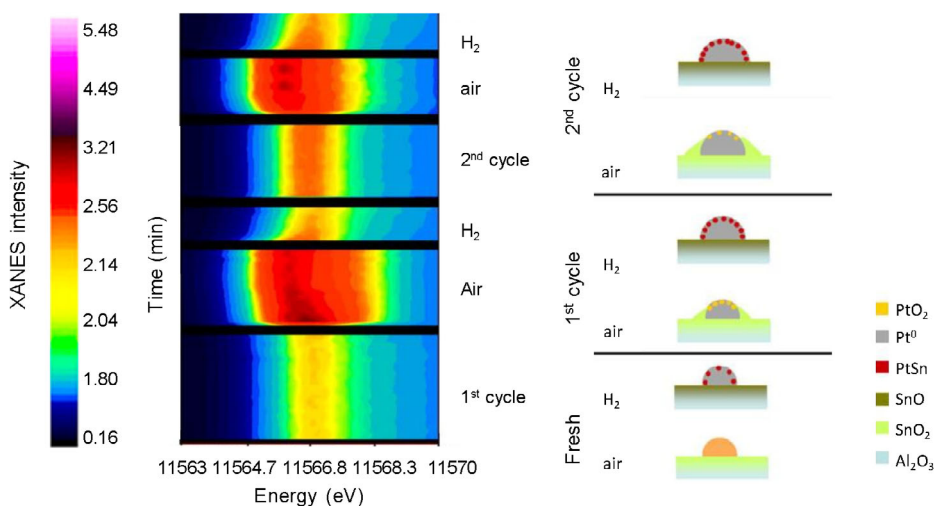 XANES intensity
5.48
4.49
3.21
2.56
2.14
2.04
1.80
0.16
Time (min)
H₂
air
2ⁿᵈ cycle
H₂
Air
1ˢᵗ cycle
11563 11564.7 11566.8 11568.3 11570
Energy (eV)
2ⁿᵈ cycle
H₂
air
1ˢᵗ cycle
H₂
air
Fresh
H₂
air
PtO₂
Pt⁰
PtSn
SnO
SnO₂
Al₂O₃